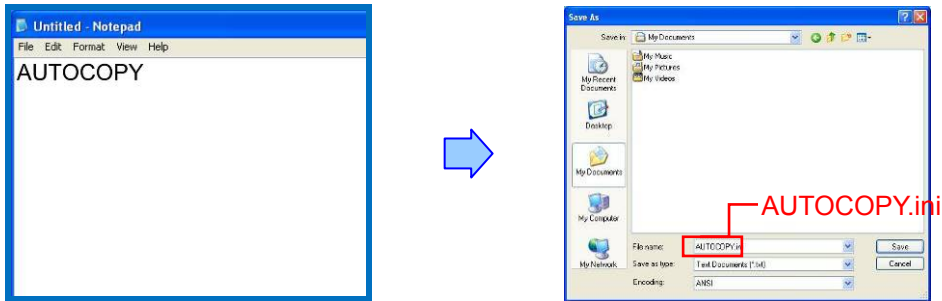 Untitled - Notepad
File Edit Format View Help
AUTOCOPY
Save As
Save in: My Documents
My Music
My Pictures
My Videos
My Recent Documents
Desktop
My Documents
My Computer
My Network
AUTOCOPY.ini
File name: AUTOCOPY.in
Save
Save as type: Text Documents (*.txt)
Cancel
Encoding: ANSI